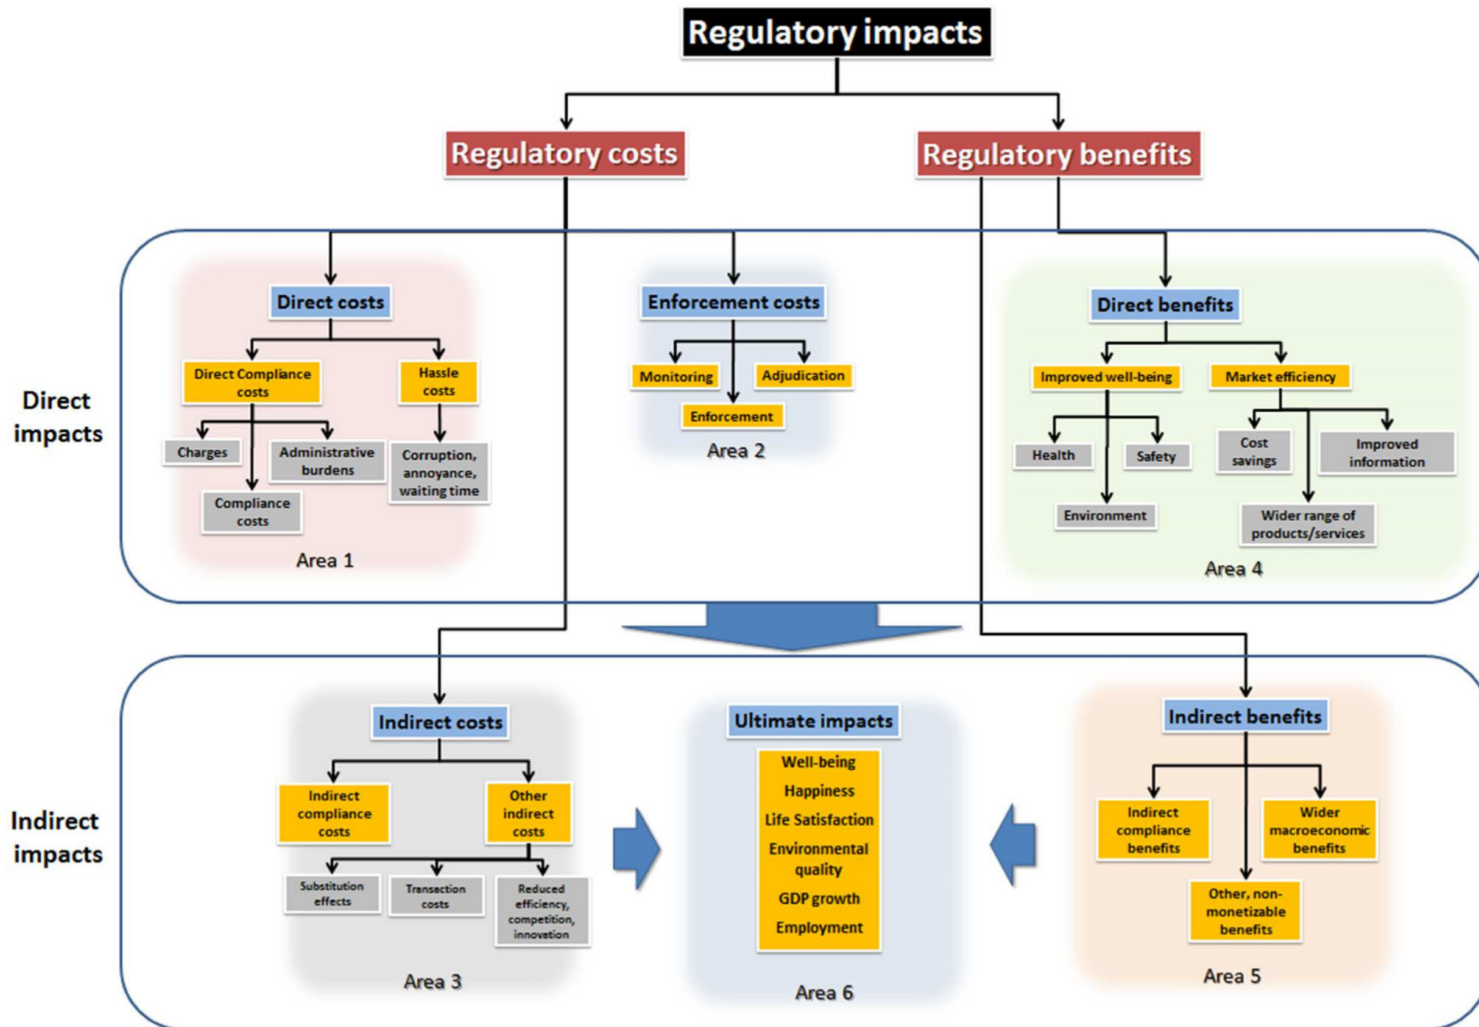 Regulatory impacts
Regulatory costs
Regulatory benefits
Direct
impacts
Direct costs
Direct Compliance
costs
Hassle
costs
Charges
Administrative
burdens
Corruption,
annoyance,
waiting time
Compliance
costs
Area 1
Enforcement costs
Monitoring
Adjudication
Enforcement
Area 2
Direct benefits
Improved well-being
Market efficiency
Health
Safety
Cost
savings
Improved
information
Environment
Wider range of
products/services
Area 4
Indirect
impacts
Indirect costs
Indirect
compliance
costs
Other
indirect
costs
Substitution
effects
Transaction
costs
Reduced
efficiency,
competition,
innovation
Area 3
Ultimate impacts
Well-being
Happiness
Life Satisfaction
Environmental
quality
GDP growth
Employment
Area 6
Indirect benefits
Indirect
compliance
benefits
Wider
macroeconomic
benefits
Other, non-
monetizable
benefits
Area 5